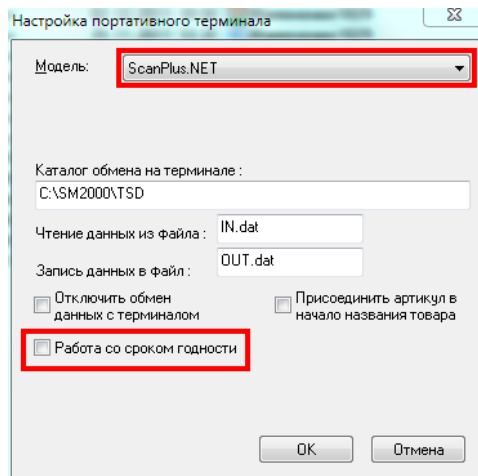 Настройка портативного терминала
Модель: ScanPlus.NET
Каталог обмена на терминале :
C:\SM2000\TSD
Чтение данных из файла : IN.dat
Запись данных в файл : OUT.dat
Отключить обмен данных с терминалом
Присоединить артикул в начало названия товара
Работа со сроком годности
OK Отмена